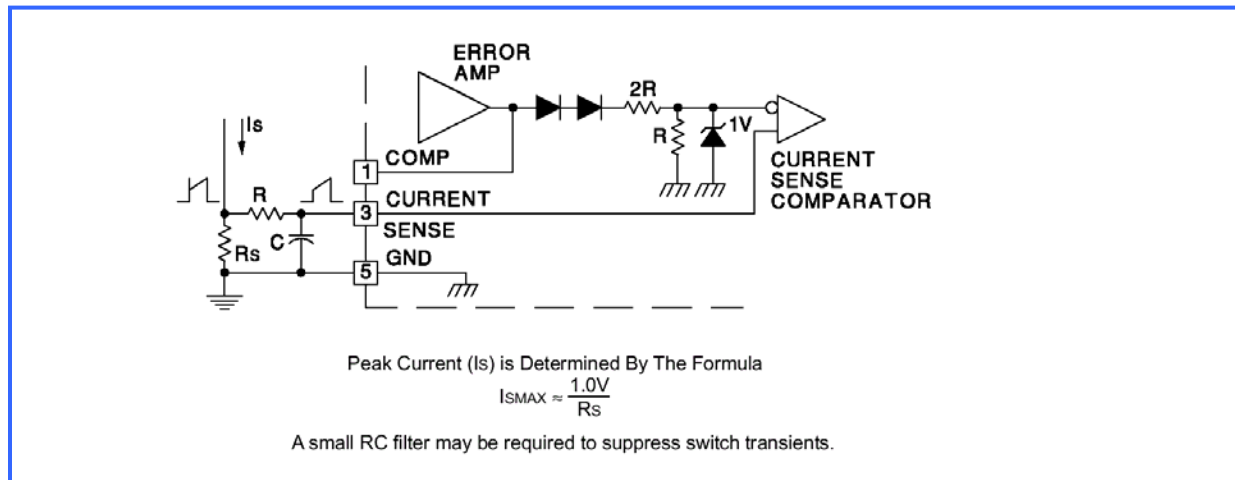 ERROR
AMP
2R
Is
R
1V
1
COMP
CURRENT
SENSE
COMPARATOR
R
3
CURRENT
SENSE
C
Rs
5
GND
Peak Current (Is) is Determined By The Formula
ISMAX ≈ 1.0V
RS
A small RC filter may be required to suppress switch transients.